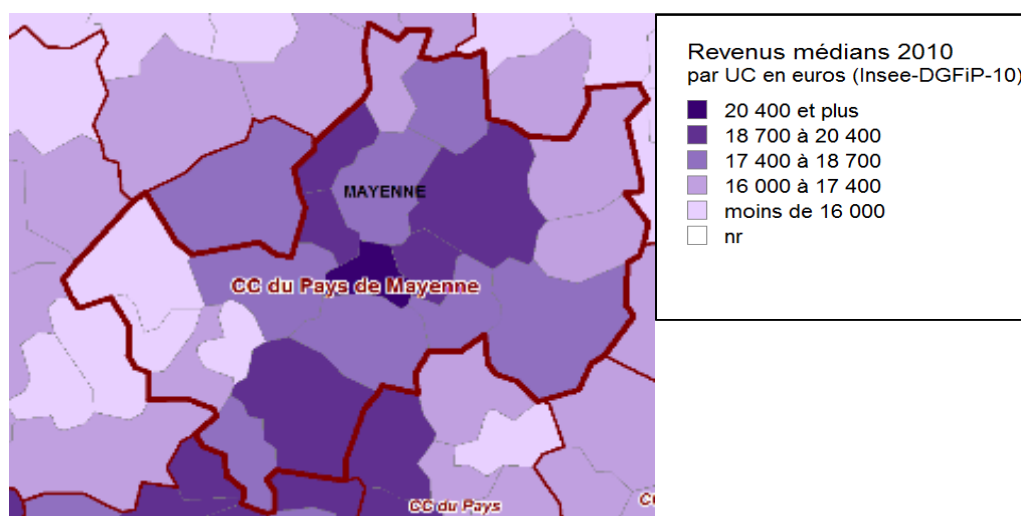 MAYENNE
CC du Pays de Mayenne
CC du Pays
Revenus médians 2010
par UC en euros (Insee-DGFiP-10)
20 400 et plus
18 700 à 20 400
17 400 à 18 700
16 000 à 17 400
moins de 16 000
nr